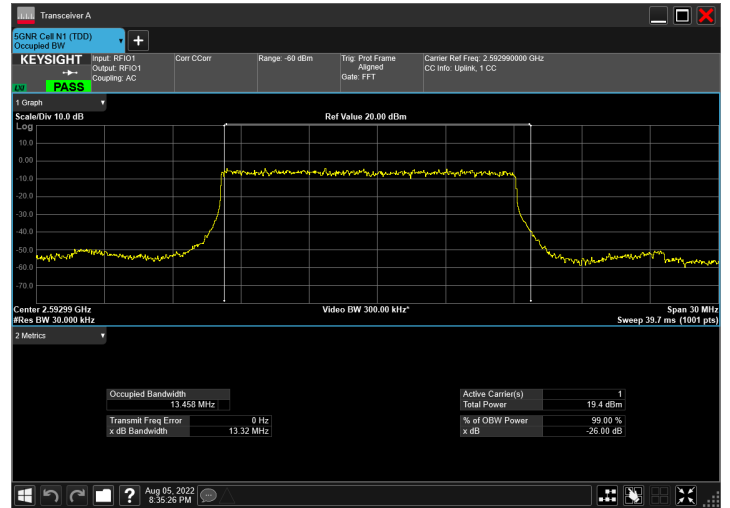 Transceiver A
5GNR Cell N1 (TDD)
Occupied BW
KEYSIGHT
PASS
Input: RFIO1
Output: RFIO1
Coupling: AC
Corr CCorr
Range: -60 dBm
Trig: Prot Frame
Aligned
Gate: FFT
Carrier Ref Freq: 2.592990000 GHz
CC Info: Uplink, 1 CC
1 Graph
Scale/Div 10.0 dB
Ref Value 20.00 dBm
Log
10.0
0.00
-10.0
-20.0
-30.0
-40.0
-50.0
-60.0
-70.0
Center 2.59299 GHz
Video BW 300.00 kHz*
Span 30 MHz
#Res BW 30.000 kHz
Sweep 39.7 ms (1001 pts)
2 Metrics
Occupied Bandwidth
13.458 MHz
Transmit Freq Error 0 Hz
x dB Bandwidth 13.32 MHz
Active Carrier(s) 1
Total Power 19.4 dBm
% of OBW Power 99.00 %
x dB -26.00 dB
Aug 05, 2022
8:35:26 PM